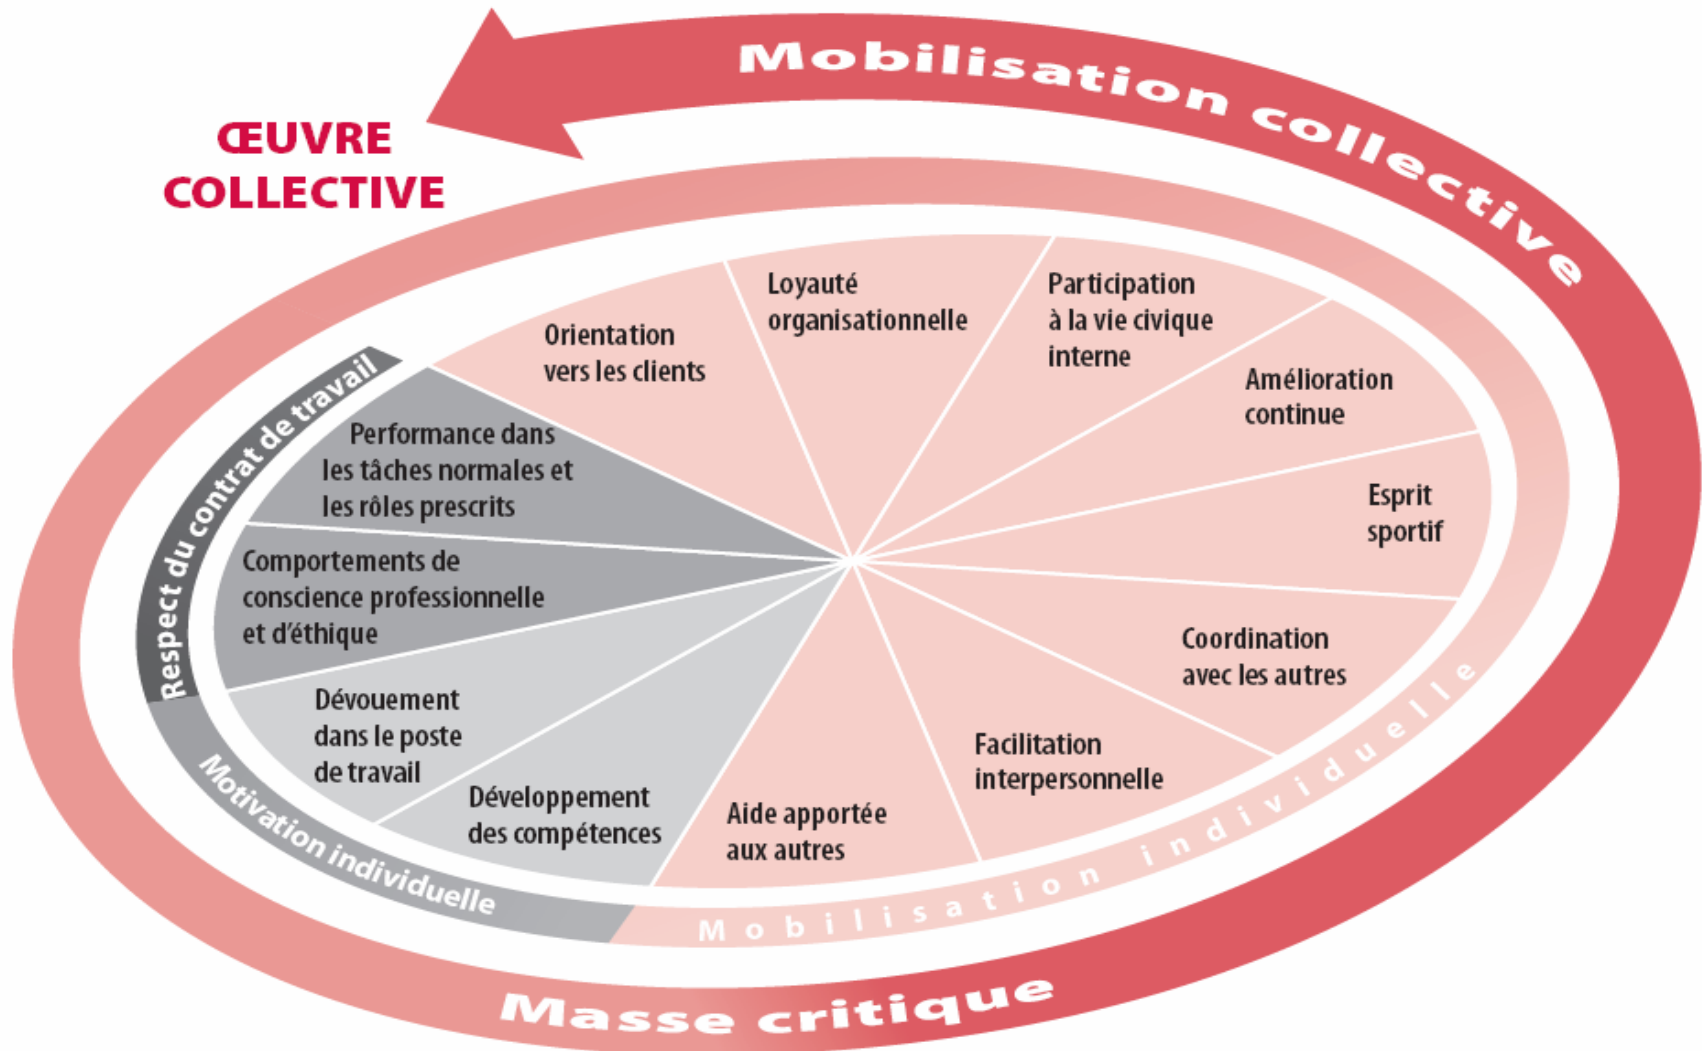 Mobilisation collective
ŒUVRE
COLLECTIVE
Loyauté
organisationnelle
Participation
à la vie civique
interne
Orientation
vers les clients
Amélioration
continue
Respect du contrat de travail
Performance dans
les tâches normales et
les rôles prescrits
Esprit
sportif
Comportements de
conscience professionnelle
et d'éthique
Coordination
avec les autres
Dévouement
dans le poste
de travail
Facilitation
interpersonnelle
Développement
des compétences
Aide apportée
aux autres
Motivation individuelle
Mobilisation individuelle
Masse critique